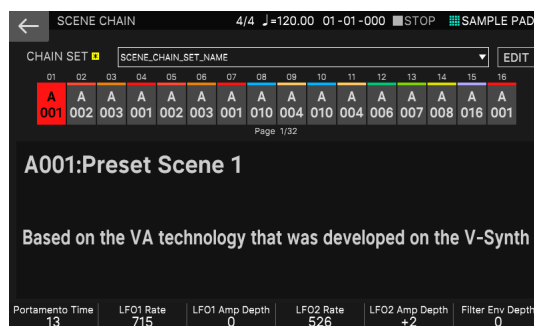 SCENE CHAIN 4/4 ♩=120.00 01-01-000 STOP SAMPLE PAD
CHAIN SET SCENE_CHAIN_SET_NAME EDIT
01 02 03 04 05 06 07 08 09 10 11 12 13 14 15 16
A A A A A A A A A A A A A A A A
001 002 003 001 002 003 001 010 004 010 004 006 007 008 016 001
Page 1/32
A001:Preset Scene 1
Based on the VA technology that was developed on the V-Synth
Portamento Time LFO1 Rate LFO1 Amp Depth LFO2 Rate LFO2 Amp Depth Filter Env Depth
13 715 0 526 +2 0